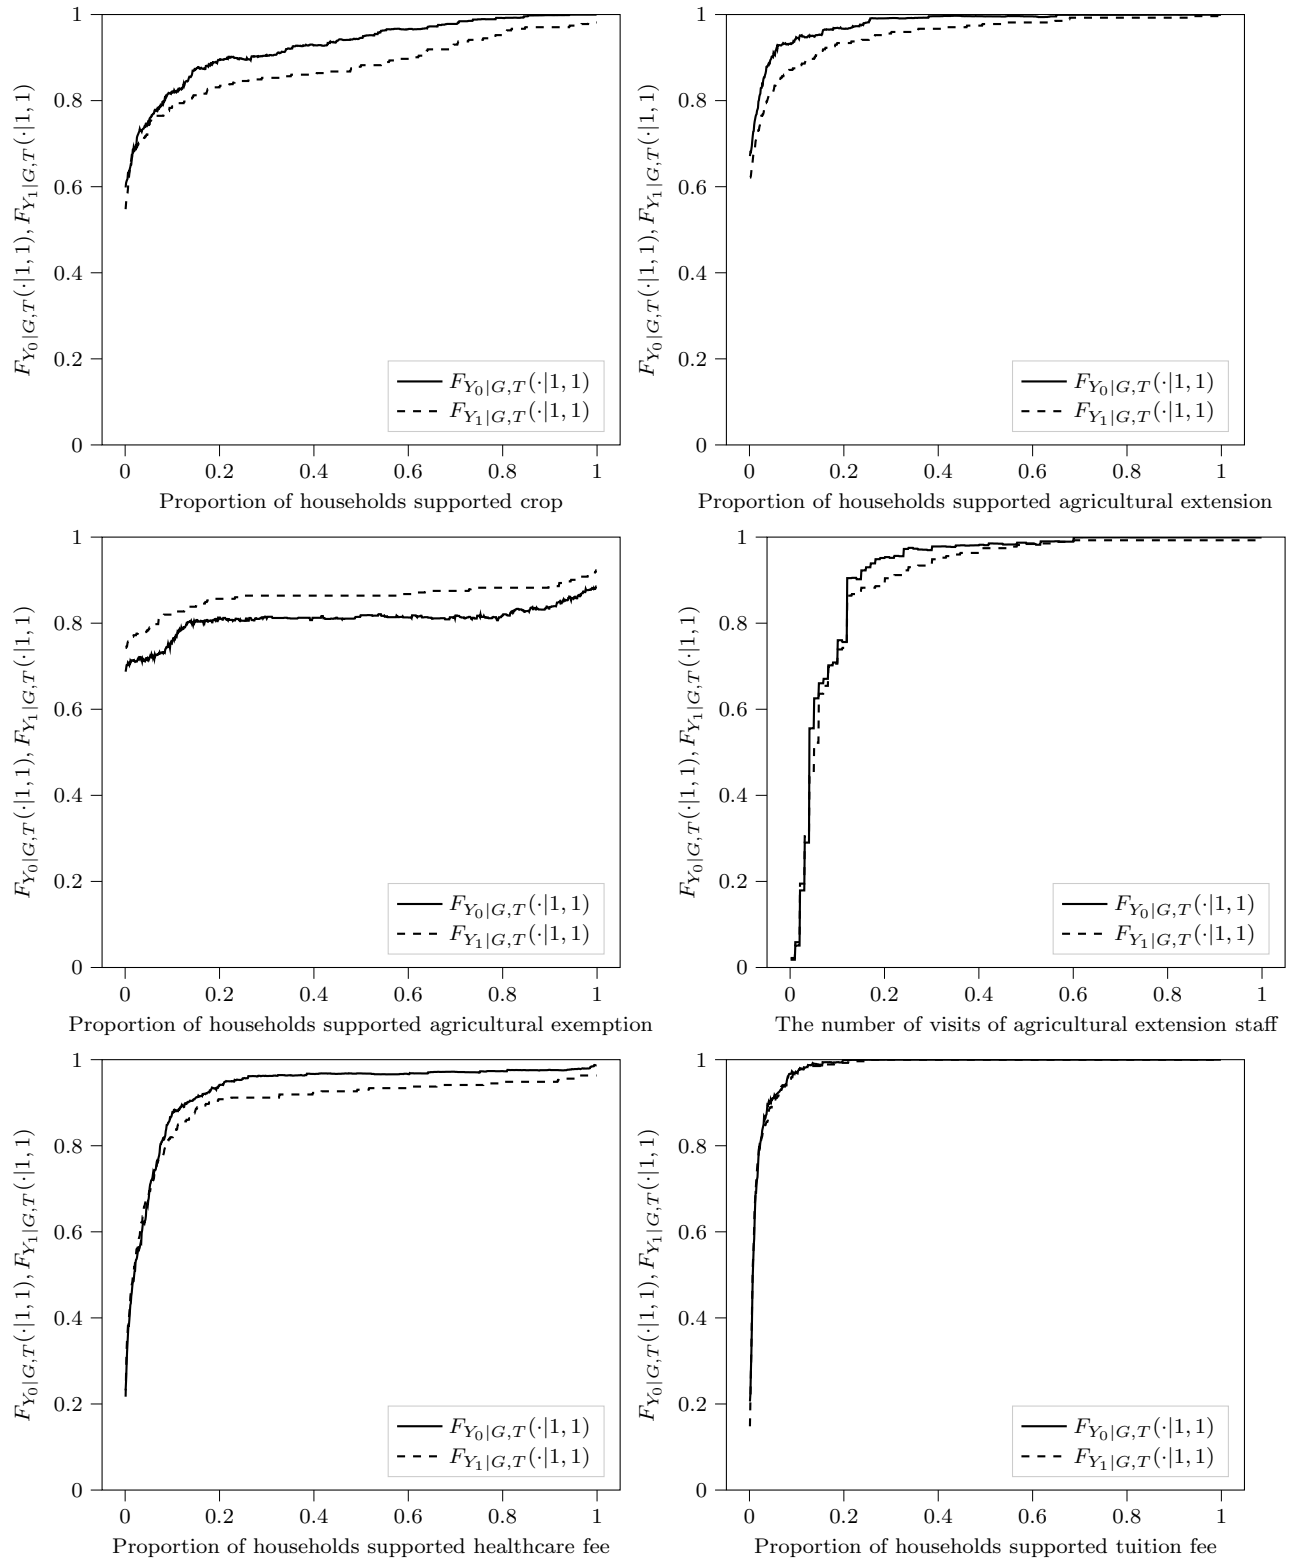 1
0.8
0.6
0.4
0.2
0
F_{Y_0|G,T}(·|1, 1), F_{Y_1|G,T}(·|1, 1)
F_{Y_0|G,T}(·|1, 1)
F_{Y_1|G,T}(·|1, 1)
0 0.2 0.4 0.6 0.8 1
Proportion of households supported crop
1
0.8
0.6
0.4
0.2
0
F_{Y_0|G,T}(·|1, 1), F_{Y_1|G,T}(·|1, 1)
F_{Y_0|G,T}(·|1, 1)
F_{Y_1|G,T}(·|1, 1)
0 0.2 0.4 0.6 0.8 1
Proportion of households supported agricultural extension
1
0.8
0.6
0.4
0.2
0
F_{Y_0|G,T}(·|1, 1), F_{Y_1|G,T}(·|1, 1)
F_{Y_0|G,T}(·|1, 1)
F_{Y_1|G,T}(·|1, 1)
0 0.2 0.4 0.6 0.8 1
Proportion of households supported agricultural exemption
1
0.8
0.6
0.4
0.2
0
F_{Y_0|G,T}(·|1, 1), F_{Y_1|G,T}(·|1, 1)
F_{Y_0|G,T}(·|1, 1)
F_{Y_1|G,T}(·|1, 1)
0 0.2 0.4 0.6 0.8 1
The number of visits of agricultural extension staff
1
0.8
0.6
0.4
0.2
0
F_{Y_0|G,T}(·|1, 1), F_{Y_1|G,T}(·|1, 1)
F_{Y_0|G,T}(·|1, 1)
F_{Y_1|G,T}(·|1, 1)
0 0.2 0.4 0.6 0.8 1
Proportion of households supported healthcare fee
1
0.8
0.6
0.4
0.2
0
F_{Y_0|G,T}(·|1, 1), F_{Y_1|G,T}(·|1, 1)
F_{Y_0|G,T}(·|1, 1)
F_{Y_1|G,T}(·|1, 1)
0 0.2 0.4 0.6 0.8 1
Proportion of households supported tuition fee